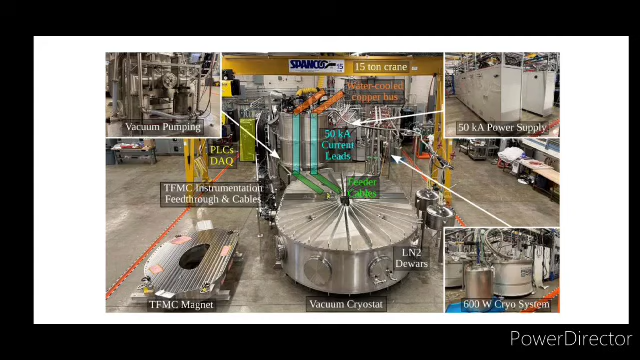 SPANCO
15
15 ton crane
Water-cooled
copper bus
Vacuum Pumping
50 kA Power Supply
PLCs
DAQ
50 kA
Current
Leads
TFMC Instrumentation
Feedthrough & Cables
Feeder
Cables
LN2
Dewars
TFMC Magnet
Vacuum Cryostat
600 W Cryo System
PowerDirector